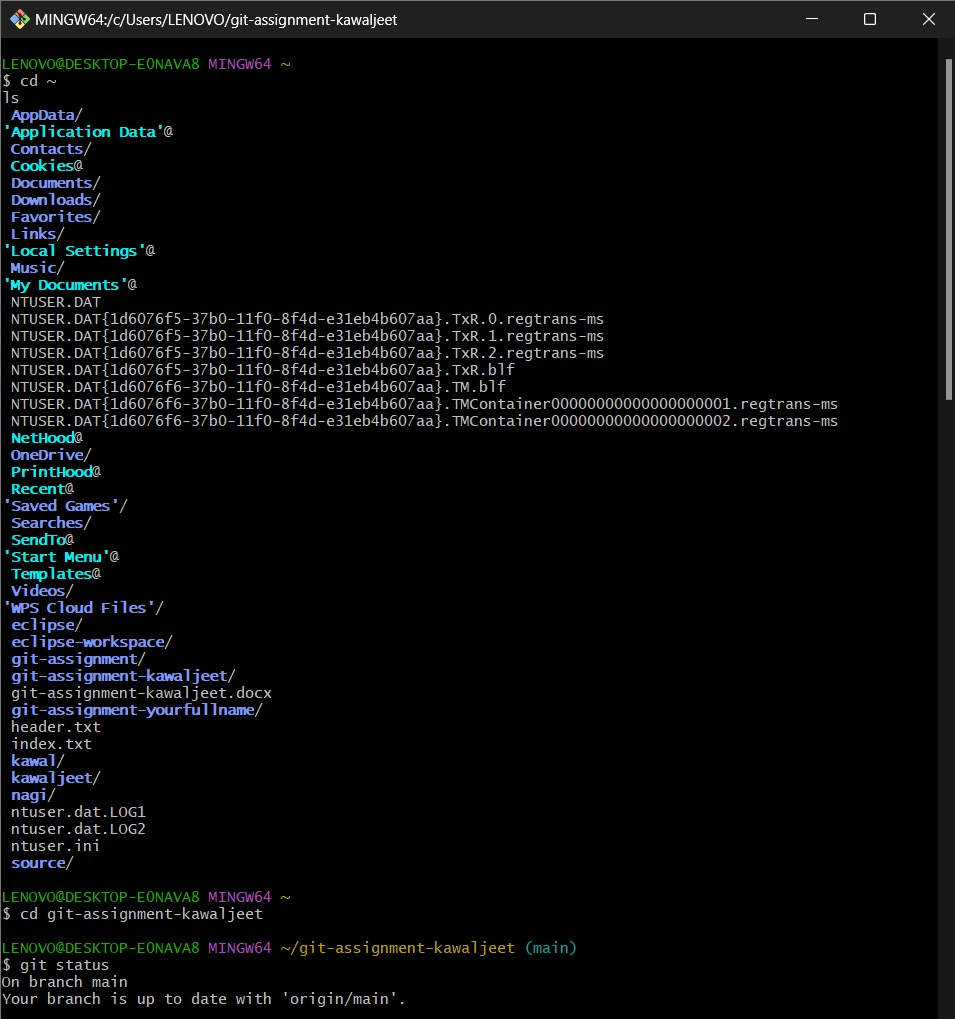 MINGW64:/c/Users/LENOVO/git-assignment-kawaljeet
LENOVO@DESKTOP-E0NAVA8 MINGW64 ~
$ cd ~
ls
AppData/
'Application Data'@
Contacts/
Cookies@
Documents/
Downloads/
Favorites/
Links/
'Local Settings'@
Music/
'My Documents'@
NTUSER.DAT
NTUSER.DAT{1d6076f5-37b0-11f0-8f4d-e31eb4b607aa}.TxR.0.regtrans-ms
NTUSER.DAT{1d6076f5-37b0-11f0-8f4d-e31eb4b607aa}.TxR.1.regtrans-ms
NTUSER.DAT{1d6076f5-37b0-11f0-8f4d-e31eb4b607aa}.TxR.2.regtrans-ms
NTUSER.DAT{1d6076f5-37b0-11f0-8f4d-e31eb4b607aa}.TxR.blf
NTUSER.DAT{1d6076f6-37b0-11f0-8f4d-e31eb4b607aa}.TM.blf
NTUSER.DAT{1d6076f6-37b0-11f0-8f4d-e31eb4b607aa}.TMContainer00000000000000000001.regtrans-ms
NTUSER.DAT{1d6076f6-37b0-11f0-8f4d-e31eb4b607aa}.TMContainer00000000000000000002.regtrans-ms
NetHood@
OneDrive/
PrintHood@
Recent@
'Saved Games'/
Searches/
SendTo@
'Start Menu'@
Templates@
Videos/
'WPS Cloud Files'/
eclipse/
eclipse-workspace/
git-assignment/
git-assignment-kawaljeet/
git-assignment-kawaljeet.docx
git-assignment-yourfullname/
header.txt
index.txt
kawal/
kawaljeet/
nagi/
ntuser.dat.LOG1
ntuser.dat.LOG2
ntuser.ini
source/
LENOVO@DESKTOP-E0NAVA8 MINGW64 ~
$ cd git-assignment-kawaljeet
LENOVO@DESKTOP-E0NAVA8 MINGW64 ~/git-assignment-kawaljeet (main)
$ git status
On branch main
Your branch is up to date with 'origin/main'.